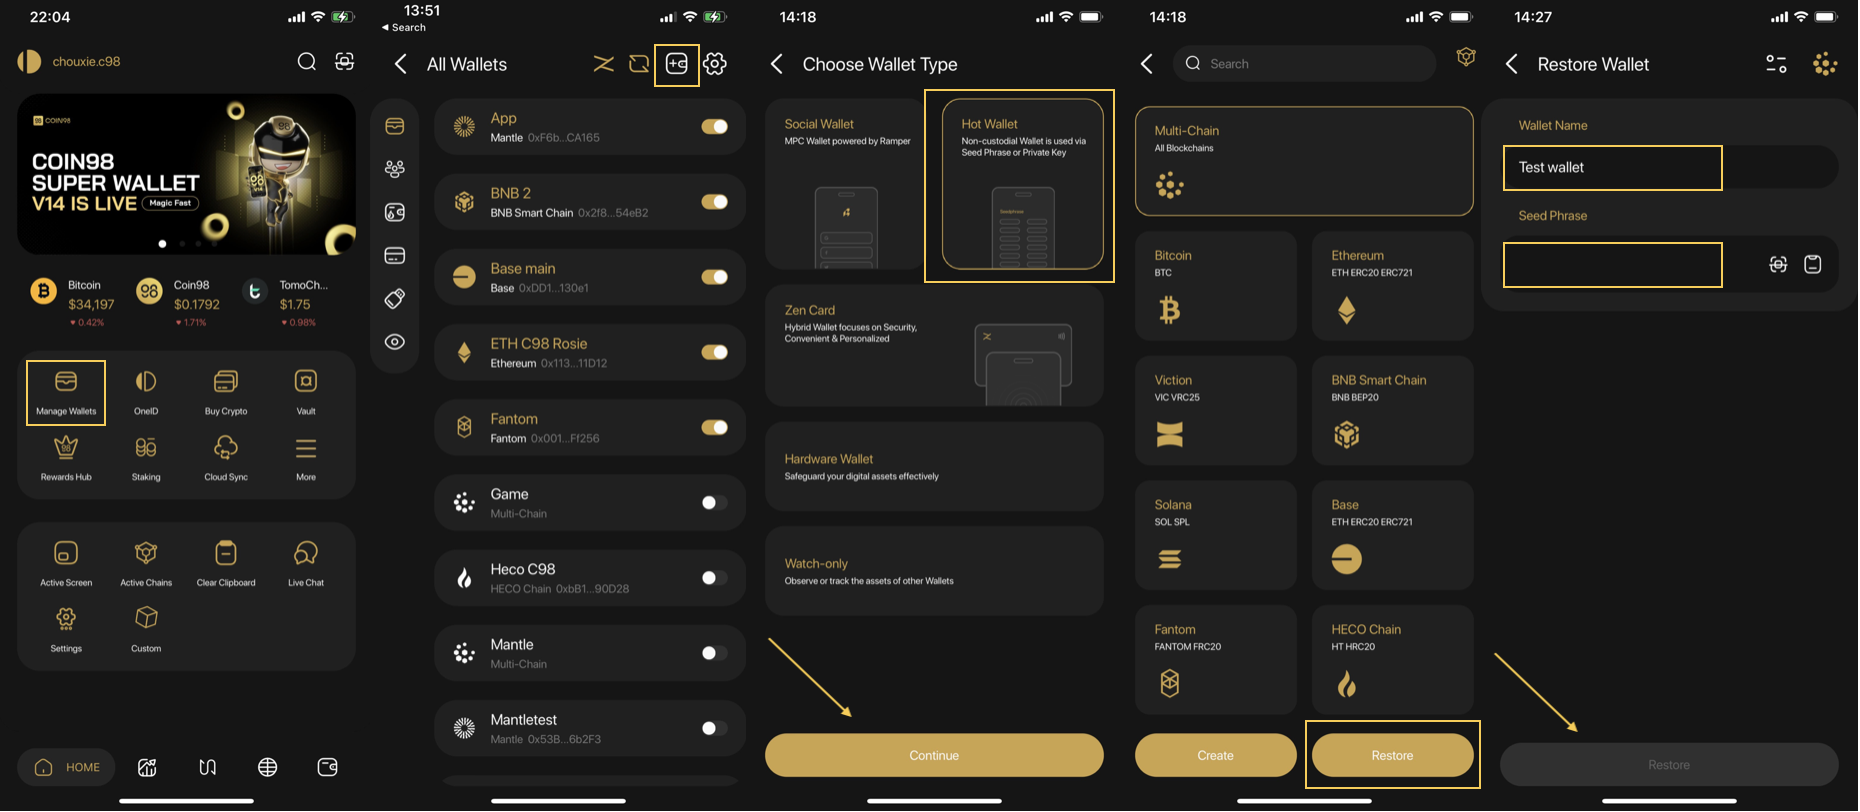 22:04
chouxie.c98
COIN98
COIN98
SUPER WALLET
V14 IS LIVE
Magic Fast
Bitcoin
$34,197
0.42%
Coin98
$0.1792
1.71%
TomoCh...
$1.75
0.98%
Manage Wallets
OneID
Buy Crypto
Vault
Rewards Hub
Staking
Cloud Sync
More
Active Screen
Active Chains
Clear Clipboard
Live Chat
Settings
Custom
HOME
13:51
Search
All Wallets
App
Mantle 0xF6b...CA165
BNB 2
BNB Smart Chain 0x2f8...54eB2
Base main
Base 0xDD1...130e1
ETH C98 Rosie
Ethereum 0x113...11D12
Fantom
Fantom 0x001...Ff256
Game
Multi-Chain
Heco C98
HECO Chain 0xbB1...90D28
Mantle
Multi-Chain
Mantletest
Mantle 0x53B...6b2F3
14:18
Choose Wallet Type
Social Wallet
MPC Wallet powered by Ramper
Hot Wallet
Non-custodial Wallet is used via
Seed Phrase or Private Key
Seedphrase
Zen Card
Hybrid Wallet focuses on Security,
Convenient & Personalized
Hardware Wallet
Safeguard your digital assets effectively
Watch-only
Observe or track the assets of other Wallets
Continue
14:18
Search
Multi-Chain
All Blockchains
Bitcoin
BTC
Ethereum
ETH ERC20 ERC721
Viction
VIC VRC25
BNB Smart Chain
BNB BEP20
Solana
SOL SPL
Base
ETH ERC20 ERC721
Fantom
FANTOM FRC20
HECO Chain
HT HRC20
Create
Restore
14:27
Restore Wallet
Wallet Name
Test wallet
Seed Phrase
Restore